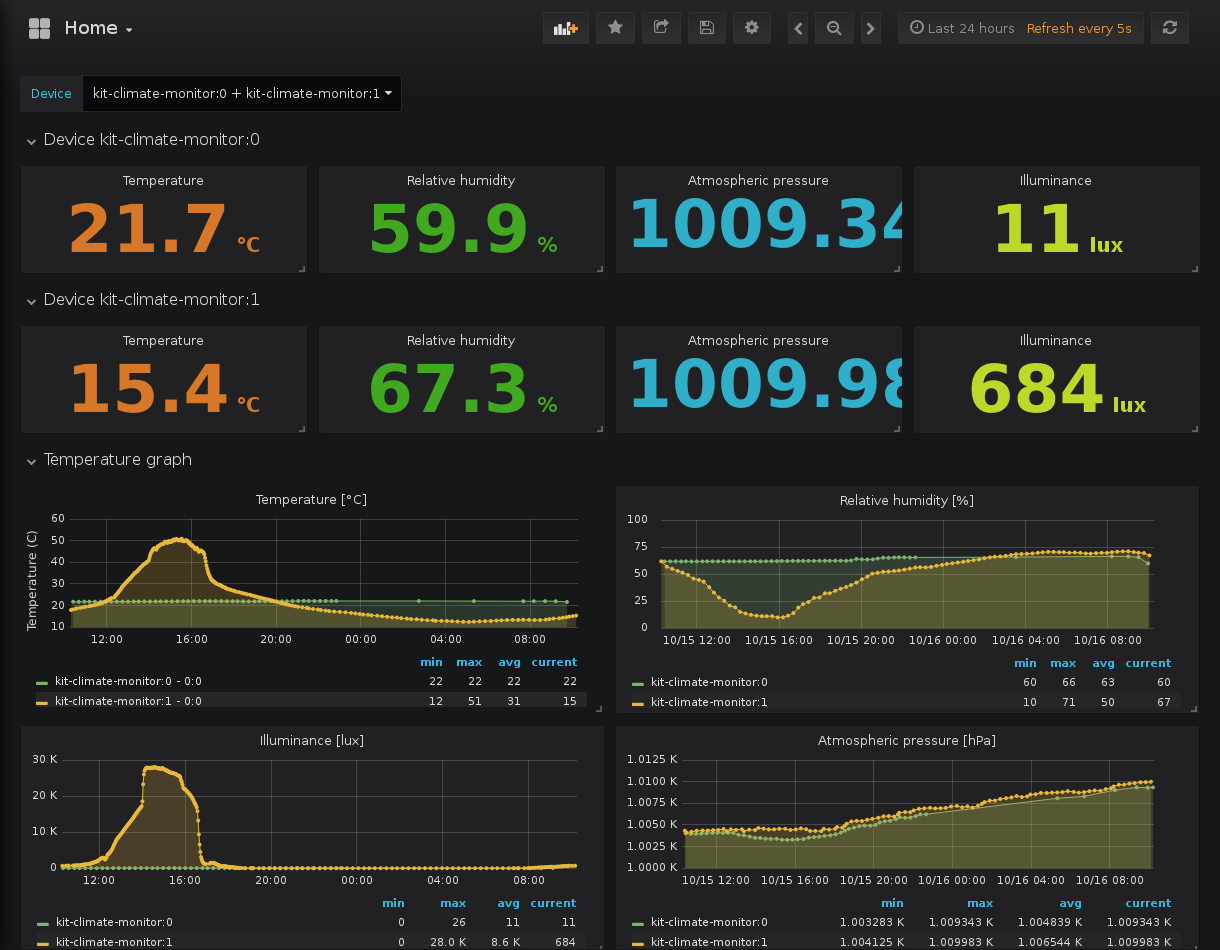 Home
Last 24 hours Refresh every 5s
Device kit-climate-monitor:0 + kit-climate-monitor:1
Device kit-climate-monitor:0
Temperature Relative humidity Atmospheric pressure Illuminance
21.7 °C 59.9 % 1009.34 11 lux
Device kit-climate-monitor:1
Temperature Relative humidity Atmospheric pressure Illuminance
15.4 °C 67.3 % 1009.98 684 lux
Temperature graph
Temperature [°C]
Temperature (C)
60
50
40
30
20
10
12:00 16:00 20:00 00:00 04:00 08:00
min max avg current
kit-climate-monitor:0 - 0:0 22 22 22 22
kit-climate-monitor:1 - 0:0 12 51 31 15
Relative humidity [%]
100
75
50
25
0
10/15 12:00 10/15 16:00 10/15 20:00 10/16 00:00 10/16 04:00 10/16 08:00
min max avg current
kit-climate-monitor:0 60 66 63 60
kit-climate-monitor:1 10 71 50 67
Illuminance [lux]
30 K
20 K
10 K
0
12:00 16:00 20:00 00:00 04:00 08:00
min max avg current
kit-climate-monitor:0 0 26 11 11
kit-climate-monitor:1 0 28.0 K 8.6 K 684
Atmospheric pressure [hPa]
1.0125 K
1.0100 K
1.0075 K
1.0050 K
1.0025 K
1.0000 K
10/15 12:00 10/15 16:00 10/15 20:00 10/16 00:00 10/16 04:00 10/16 08:00
min max avg current
kit-climate-monitor:0 1.003283 K 1.009343 K 1.004839 K 1.009343 K
kit-climate-monitor:1 1.004125 K 1.009983 K 1.006544 K 1.009983 K